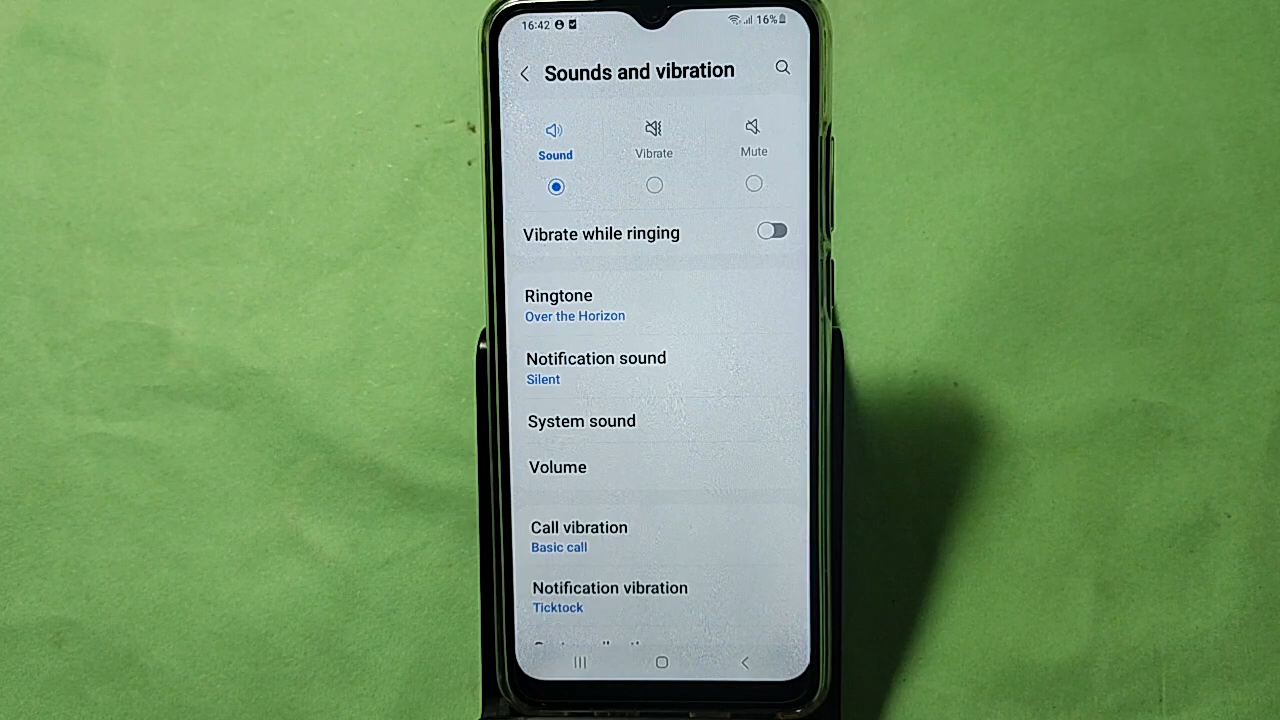 16:42 16%
Sounds and vibration
Sound Vibrate Mute
Vibrate while ringing
Ringtone
Over the Horizon
Notification sound
Silent
System sound
Volume
Call vibration
Basic call
Notification vibration
Ticktock